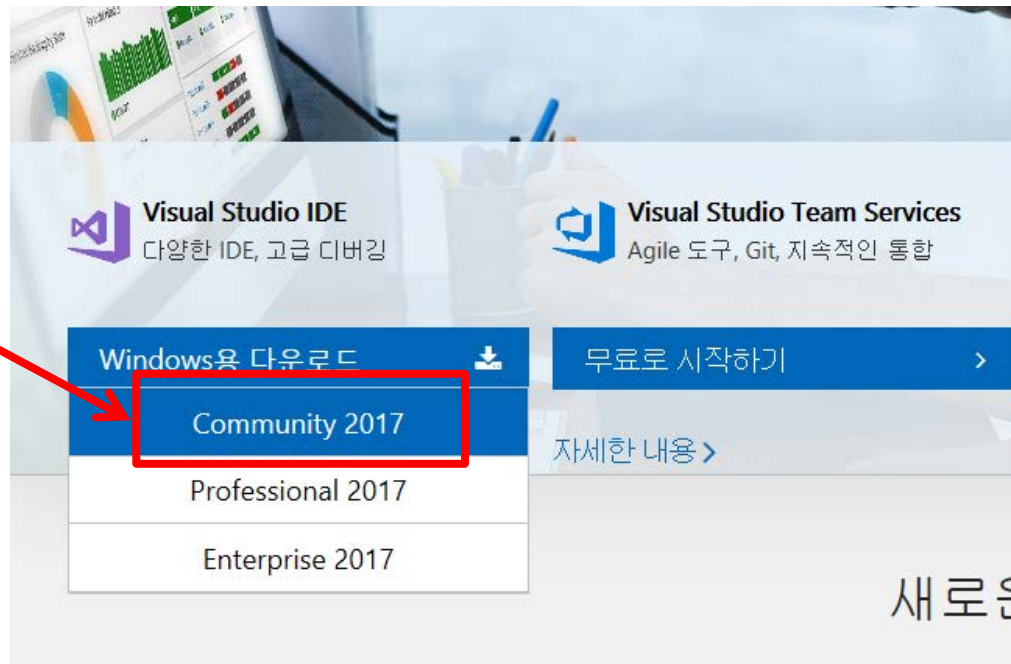 Visual Studio IDE
다양한 IDE, 고급 디버깅
Visual Studio Team Services
Agile 도구, Git, 지속적인 통합
Windows용 다운로드
무료로 시작하기
Community 2017
자세한 내용
Professional 2017
Enterprise 2017
새로운